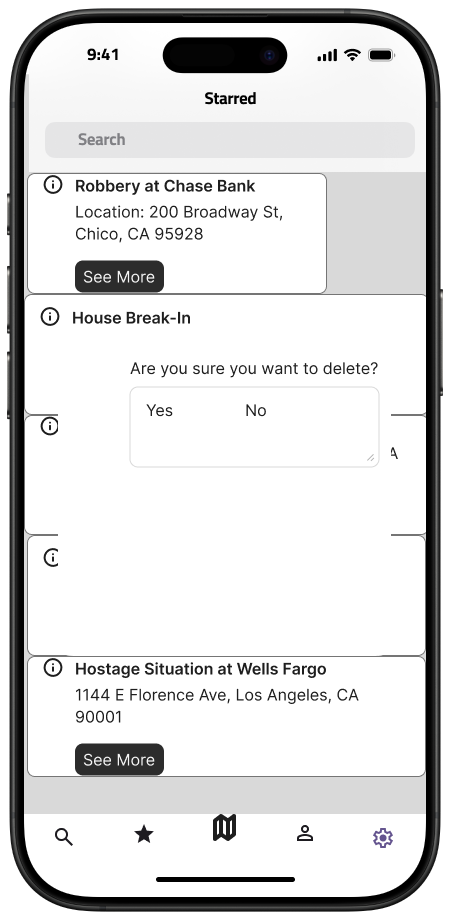 9:41
Starred
Search
Robbery at Chase Bank
Location: 200 Broadway St,
Chico, CA 95928
See More
House Break-In
Are you sure you want to delete?
Yes No
Hostage Situation at Wells Fargo
1144 E Florence Ave, Los Angeles, CA
90001
See More